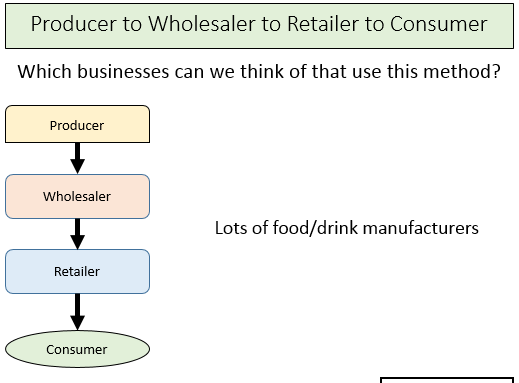 Producer to Wholesaler to Retailer to Consumer
Which businesses can we think of that use this method?
Producer
Wholesaler
Lots of food/drink manufacturers
Retailer
Consumer